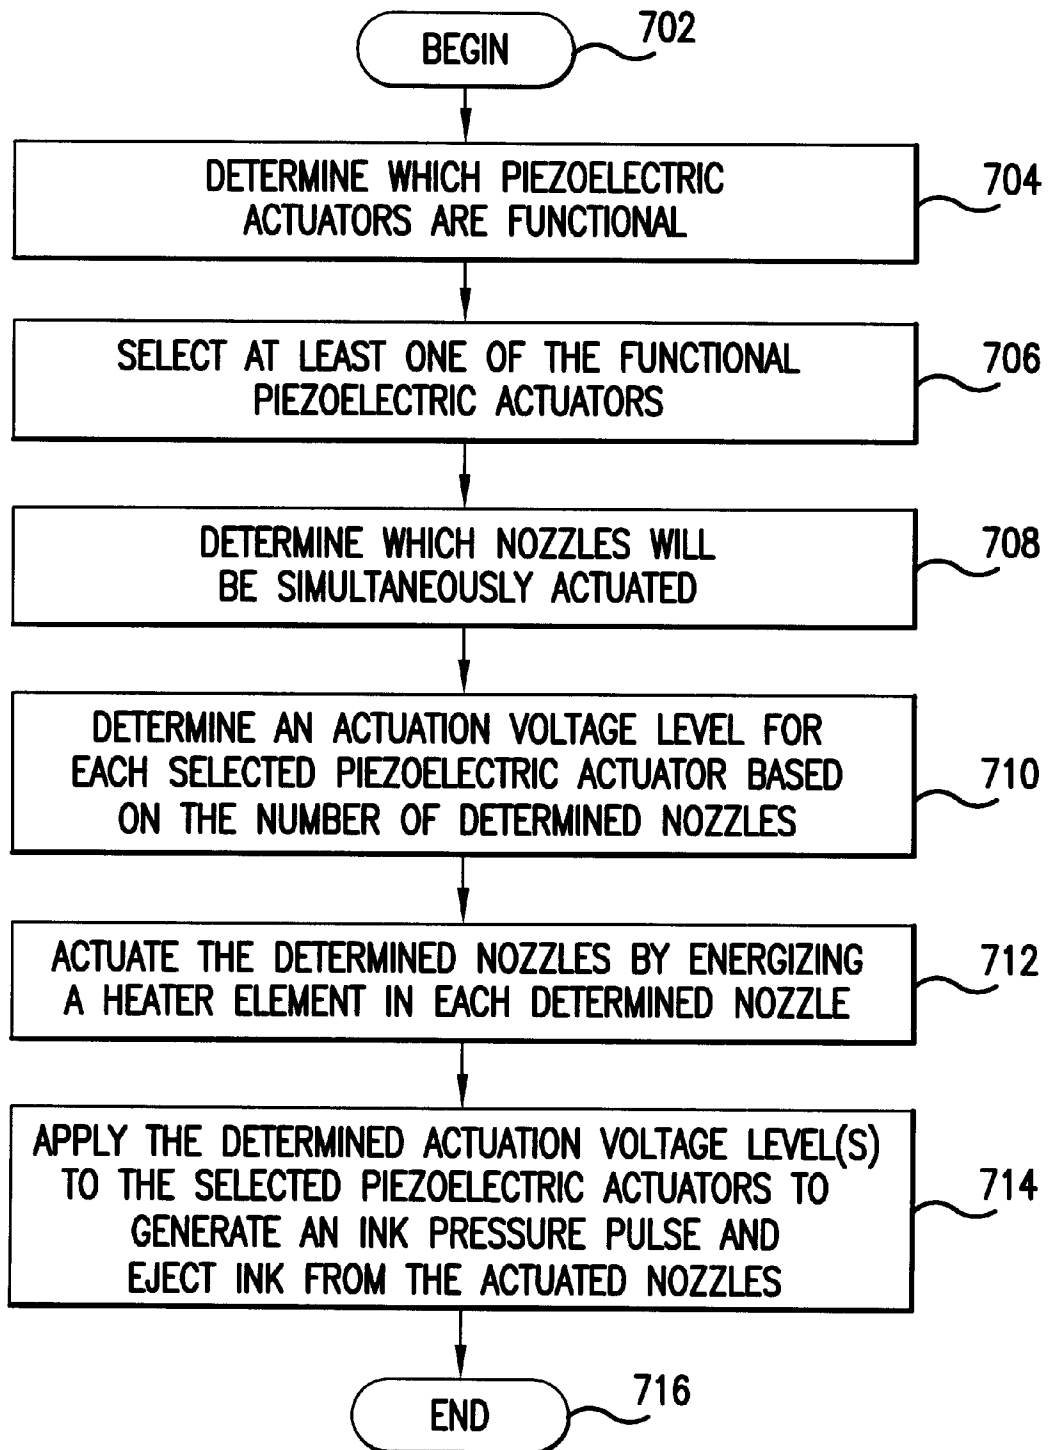 BEGIN
702
DETERMINE WHICH PIEZOELECTRIC
ACTUATORS ARE FUNCTIONAL
704
SELECT AT LEAST ONE OF THE FUNCTIONAL
PIEZOELECTRIC ACTUATORS
706
DETERMINE WHICH NOZZLES WILL
BE SIMULTANEOUSLY ACTUATED
708
DETERMINE AN ACTUATION VOLTAGE LEVEL FOR
EACH SELECTED PIEZOELECTRIC ACTUATOR BASED
ON THE NUMBER OF DETERMINED NOZZLES
710
ACTUATE THE DETERMINED NOZZLES BY ENERGIZING
A HEATER ELEMENT IN EACH DETERMINED NOZZLE
712
APPLY THE DETERMINED ACTUATION VOLTAGE LEVEL(S)
TO THE SELECTED PIEZOELECTRIC ACTUATORS TO
GENERATE AN INK PRESSURE PULSE AND
EJECT INK FROM THE ACTUATED NOZZLES
714
END
716